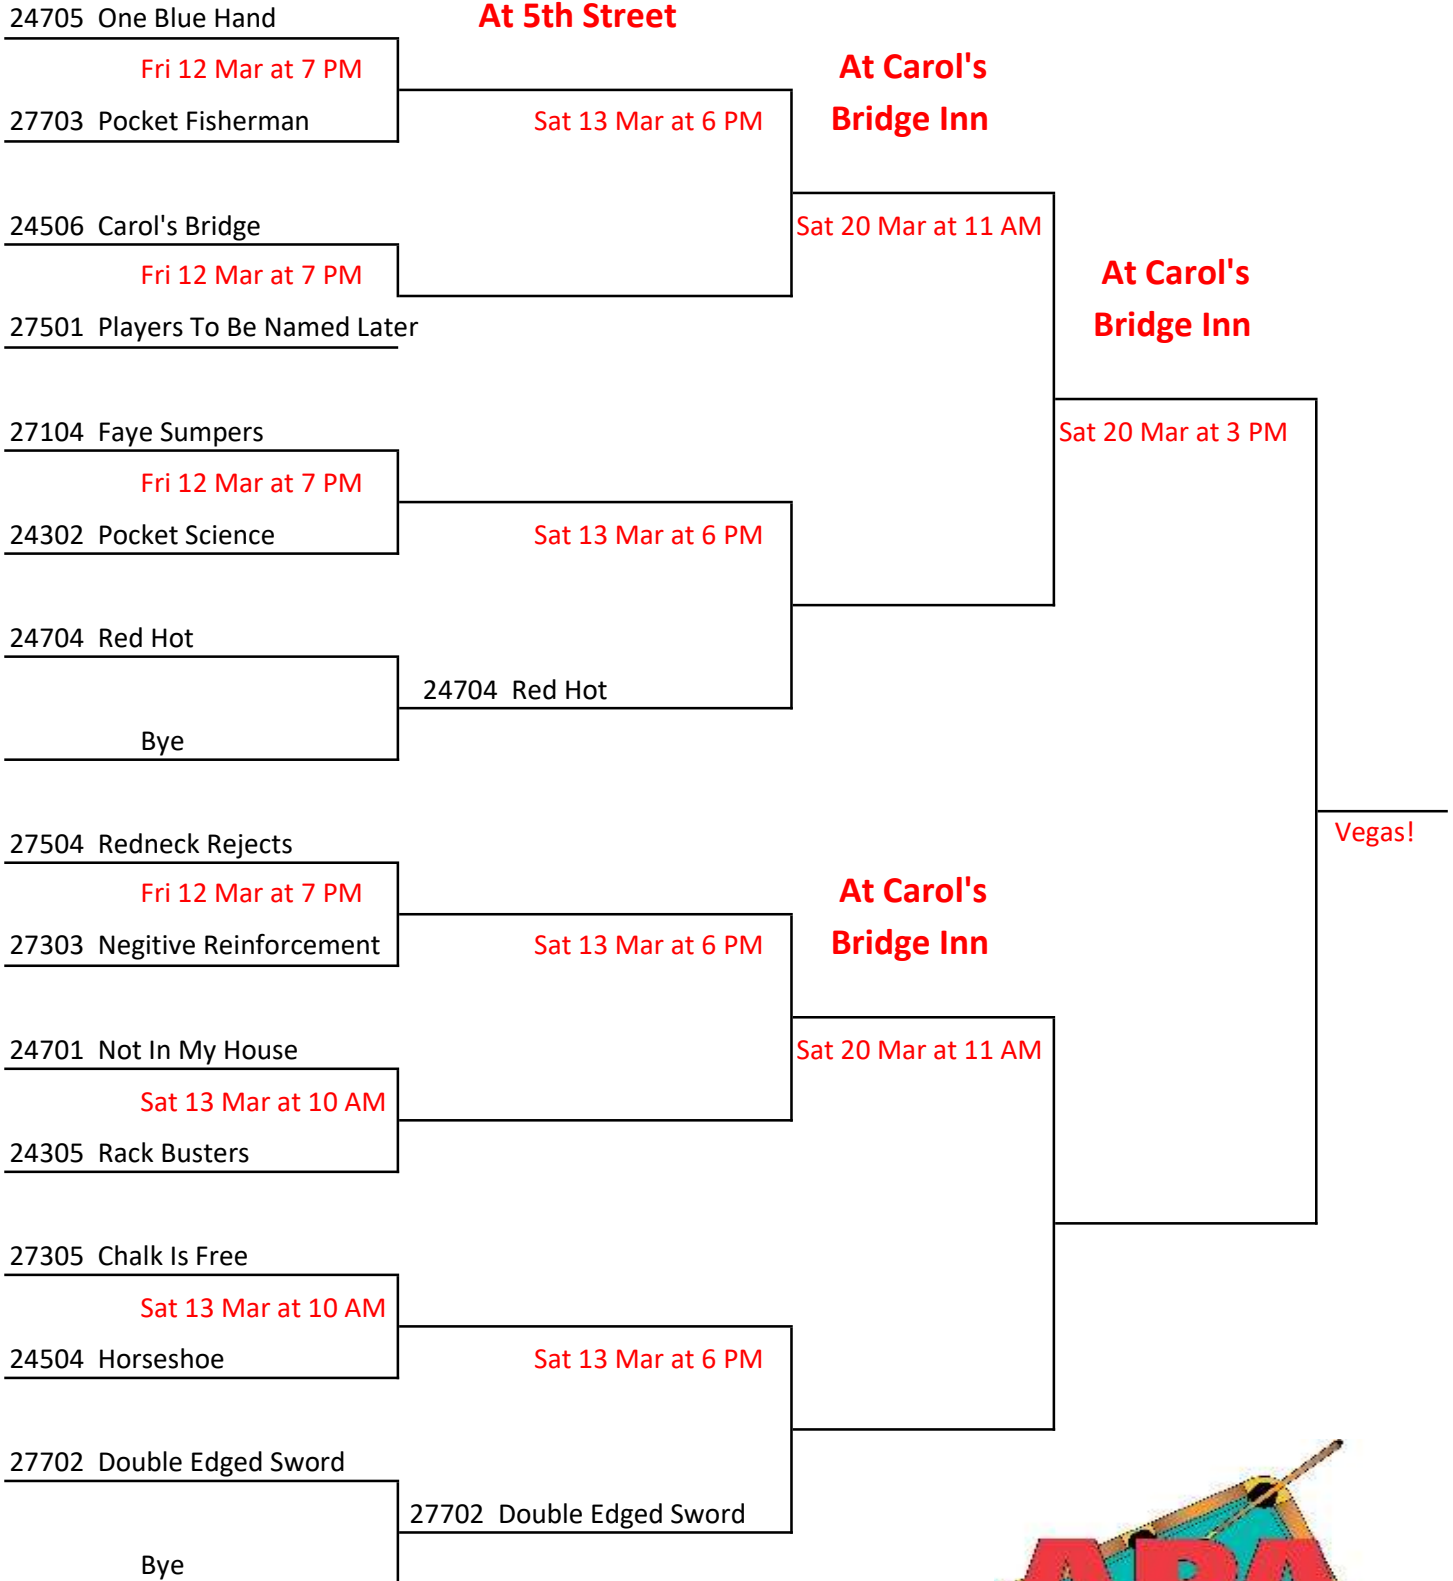 24705 One Blue Hand
At 5th Street
Fri 12 Mar at 7 PM
At Carol's
27703 Pocket Fisherman
Sat 13 Mar at 6 PM
Bridge Inn
24506 Carol's Bridge
Sat 20 Mar at 11 AM
Fri 12 Mar at 7 PM
At Carol's
27501 Players To Be Named Later
Bridge Inn
27104 Faye Sumpers
Sat 20 Mar at 3 PM
Fri 12 Mar at 7 PM
24302 Pocket Science
Sat 13 Mar at 6 PM
24704 Red Hot
24704 Red Hot
Bye
27504 Redneck Rejects
Vegas!
Fri 12 Mar at 7 PM
At Carol's
27303 Negitive Reinforcement
Sat 13 Mar at 6 PM
Bridge Inn
24701 Not In My House
Sat 20 Mar at 11 AM
Sat 13 Mar at 10 AM
24305 Rack Busters
27305 Chalk Is Free
Sat 13 Mar at 10 AM
24504 Horseshoe
Sat 13 Mar at 6 PM
27702 Double Edged Sword
27702 Double Edged Sword
Bye
APA